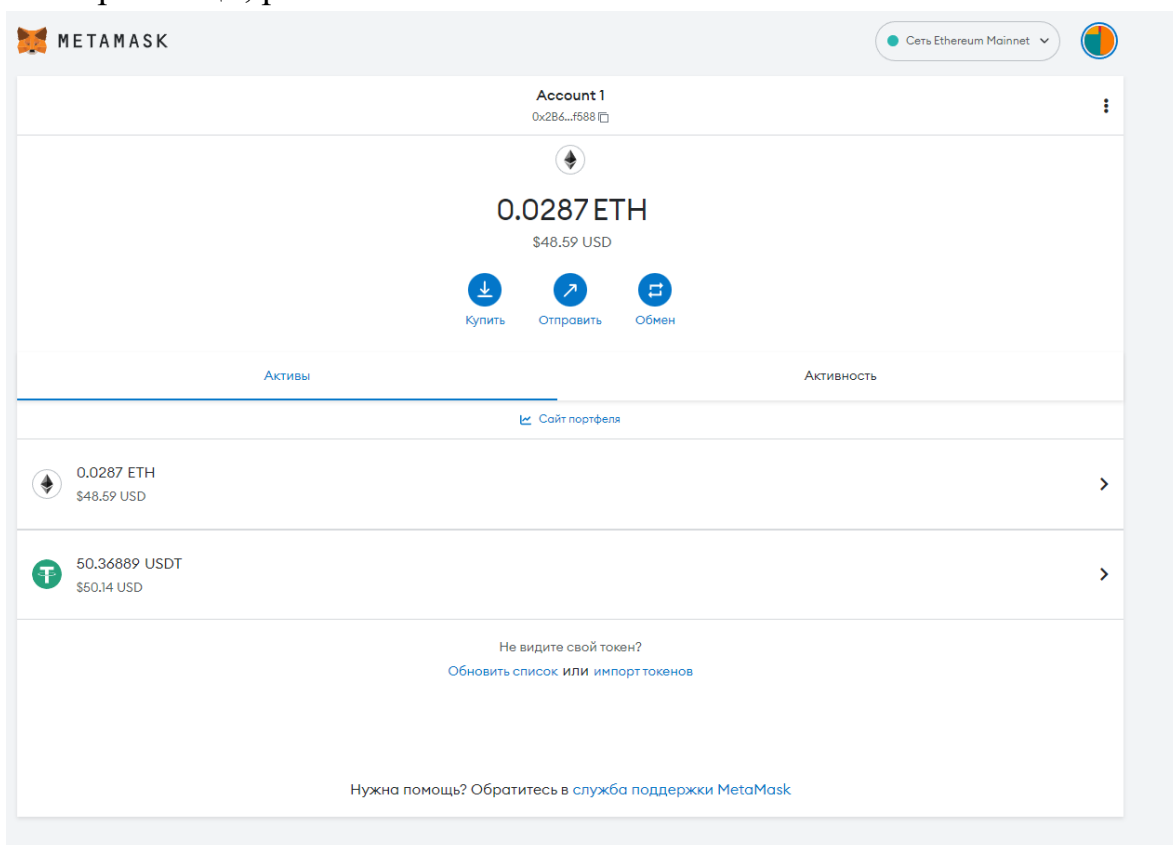 METAMASK
Сеть Ethereum Mainnet
Account 1
0x2B6...f588
0.0287 ETH
$48.59 USD
Купить Отправить Обмен
Активы Активность
Сайт портфеля
0.0287 ETH
$48.59 USD
50.36889 USDT
$50.14 USD
Не видите свой токен?
Обновить список или импорт токенов
Нужна помощь? Обратитесь в служба поддержки MetaMask